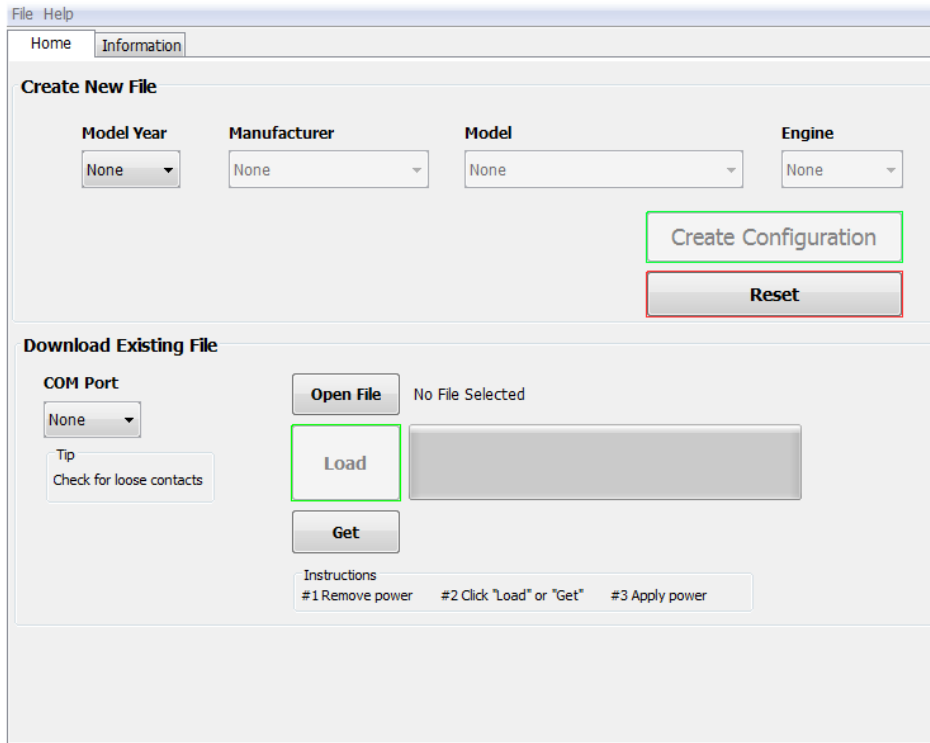 File Help
Home Information
Create New File
Model Year Manufacturer Model Engine
None None None None
Create Configuration
Reset
Download Existing File
COM Port
Open File No File Selected
None
Tip
Load
Check for loose contacts
Get
Instructions
#1 Remove power #2 Click "Load" or "Get" #3 Apply power